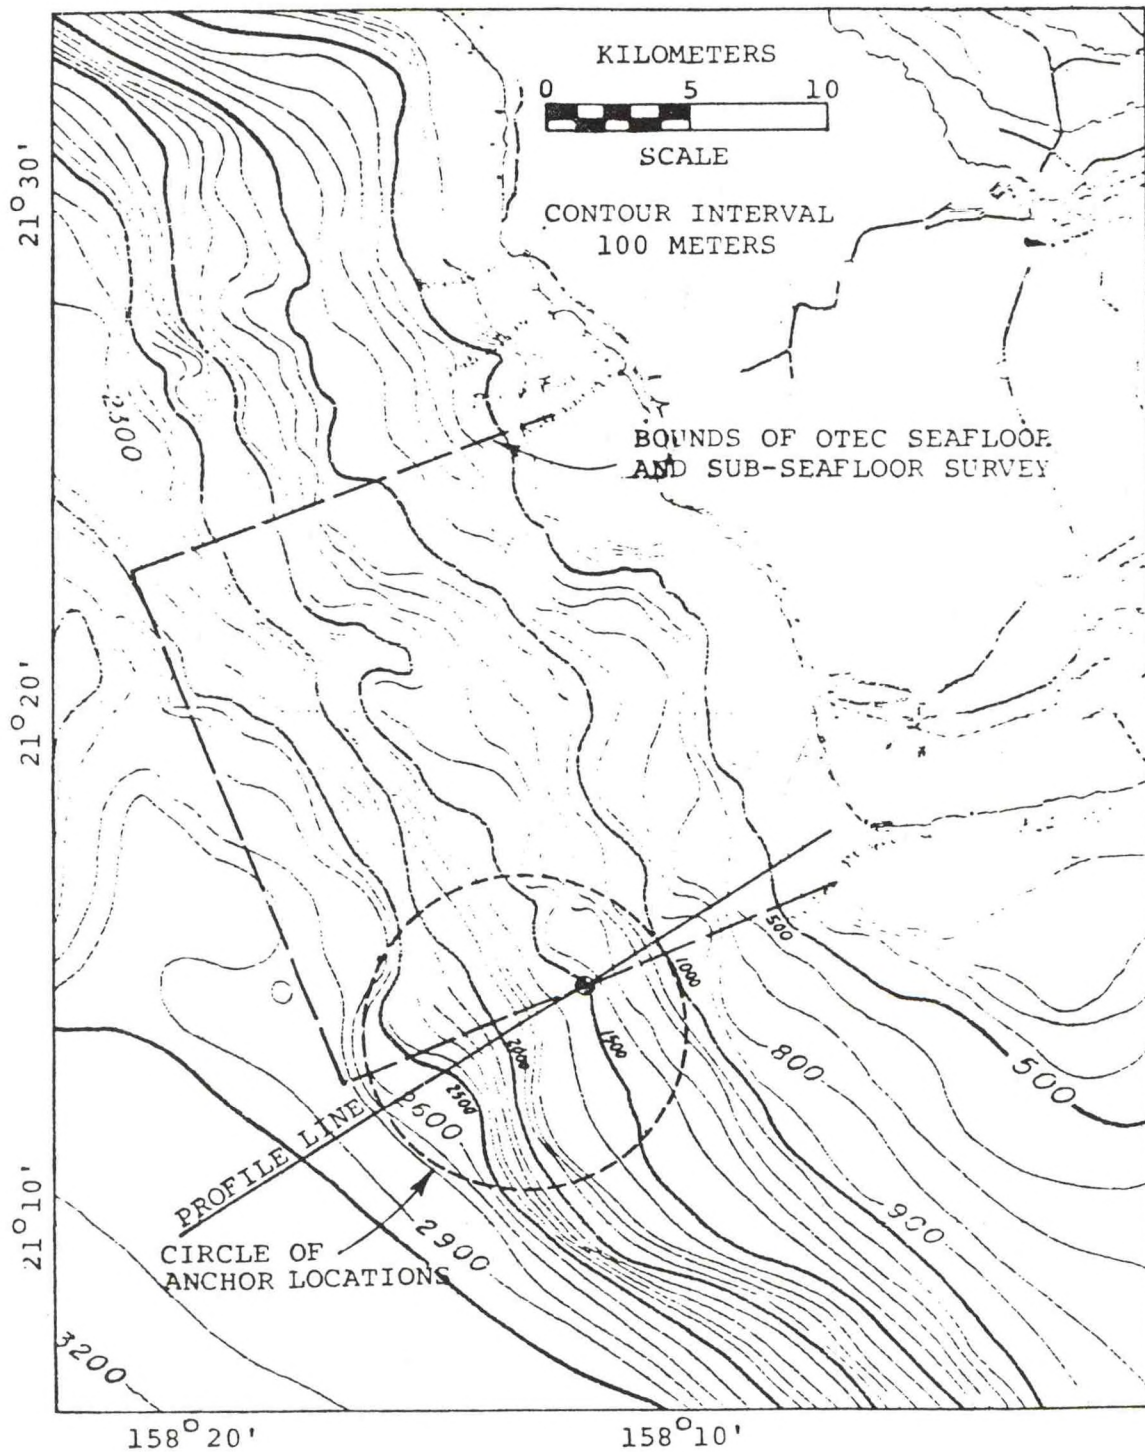 KILOMETERS
0 5 10
SCALE
CONTOUR INTERVAL
100 METERS
21° 30'
2300
BOUNDS OF OTEC SEAFLOOR
AND SUB-SEAFLOOR SURVEY
21° 20'
500
1000
1500
2000
2500
800
500
2600
PROFILE LINE
21° 10'
900
2900
CIRCLE OF
ANCHOR LOCATIONS
3200
158° 20' 158° 10'